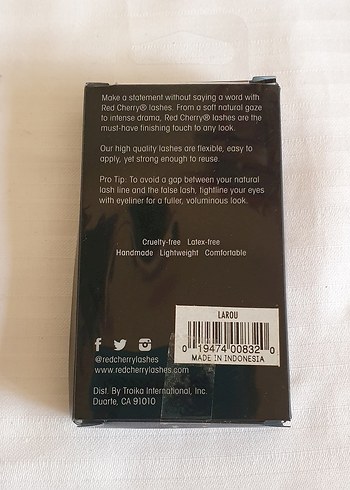 Make a statement without saying a word with
Red Cherry® lashes. From a soft natural gaze
to intense drama, Red Cherry® lashes are the
must-have finishing touch to any look.
Our high quality lashes are flexible, easy to
apply, yet strong enough to reuse.
Pro Tip: To avoid a gap between your natural
lash line and the false lash, tightline your eyes
with eyeliner for a fuller, voluminous look.
Cruelty-free Latex-free
Handmade Lightweight Comfortable
LAROU
0 19474 00832 0
MADE IN INDONESIA
@redcherrylashes
www.redcherrylashes.com
Dist. By Troika International, Inc.
Duarte, CA 91010